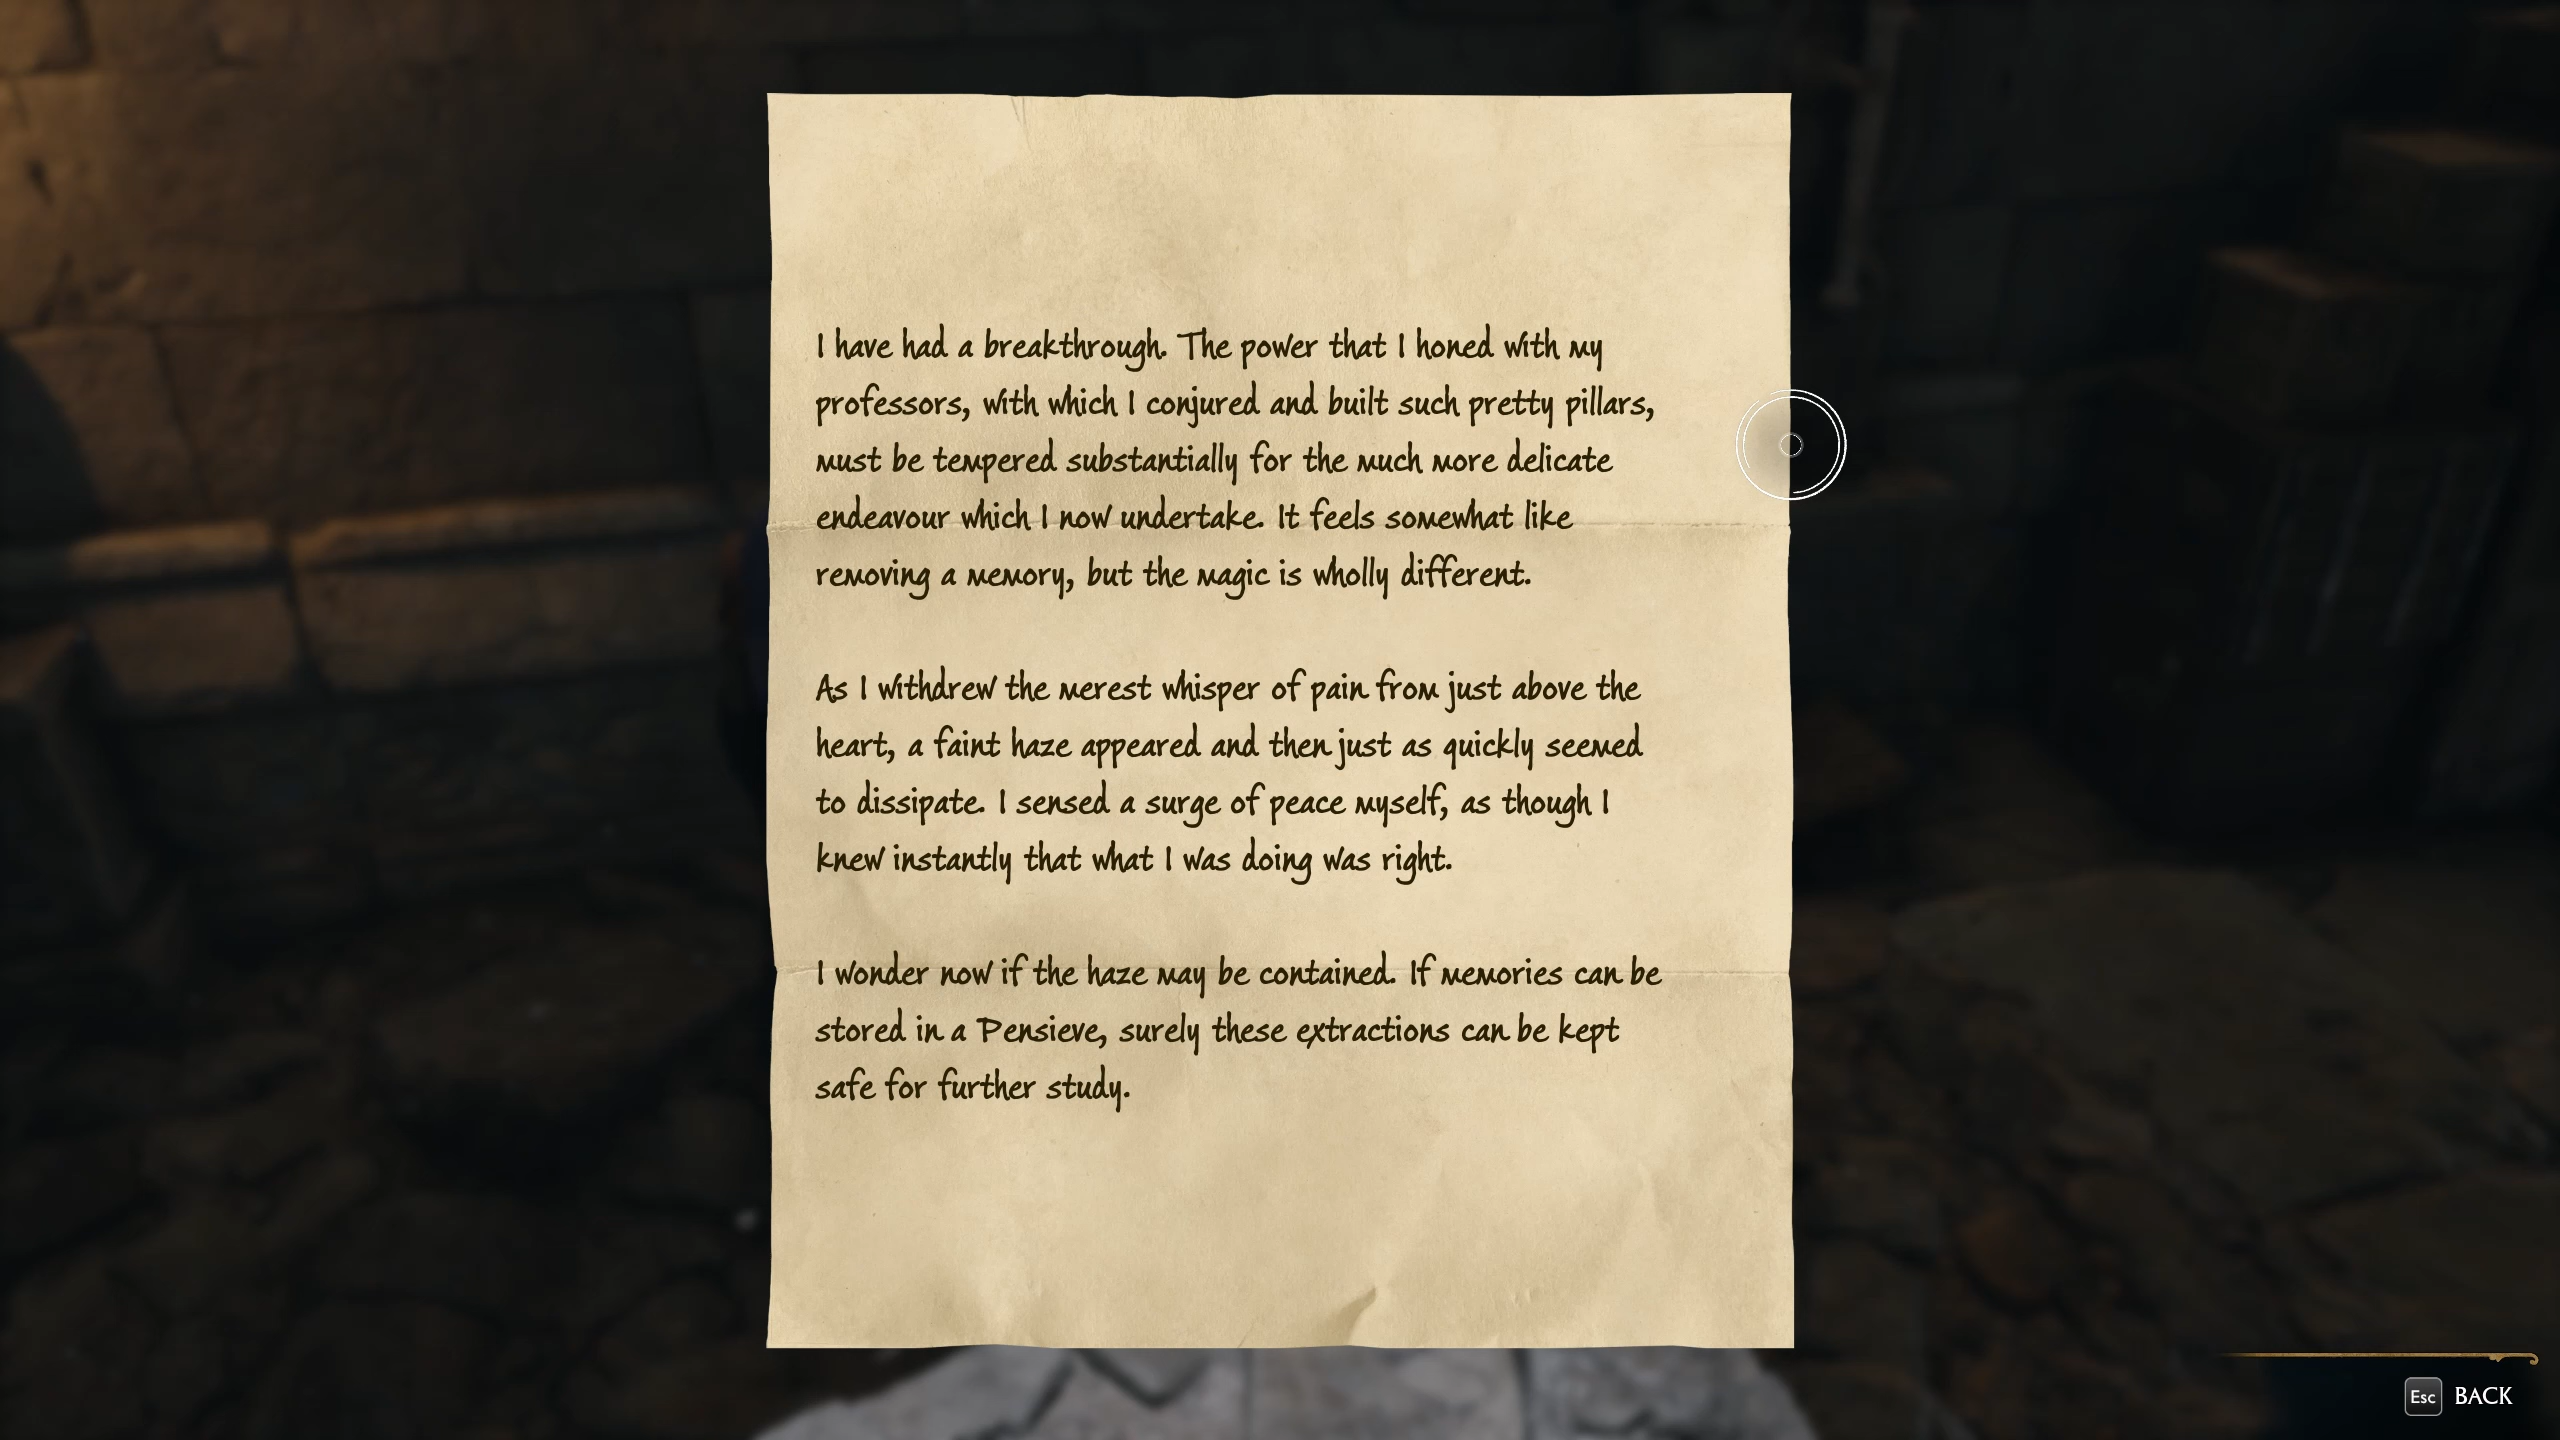 I have had a breakthrough. The power that I honed with my
professors, with which I conjured and built such pretty pillars,
must be tempered substantially for the much more delicate
endeavour which I now undertake. It feels somewhat like
removing a memory, but the magic is wholly different.
As I withdrew the merest whisper of pain from just above the
heart, a faint haze appeared and then just as quickly seemed
to dissipate. I sensed a surge of peace myself, as though I
knew instantly that what I was doing was right.
I wonder now if the haze may be contained. If memories can be
stored in a Pensieve, surely these extractions can be kept
safe for further study.
Esc BACK